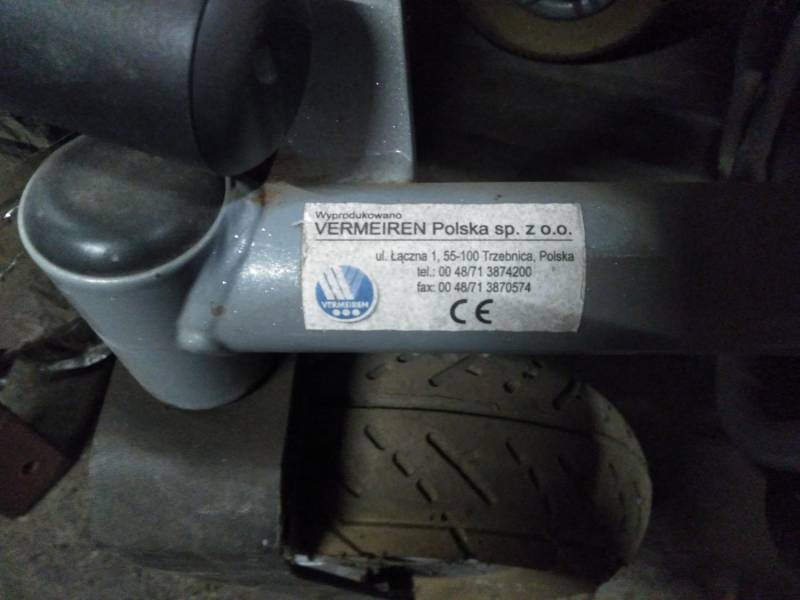 Wyprodukowano
VERMEIREN Polska sp. z o.o.
ul. Łączna 1, 55-100 Trzebnica, Polska
tel.: 00 48/71 3874200
fax: 00 48/71 3870574
VERMEIREN
CE